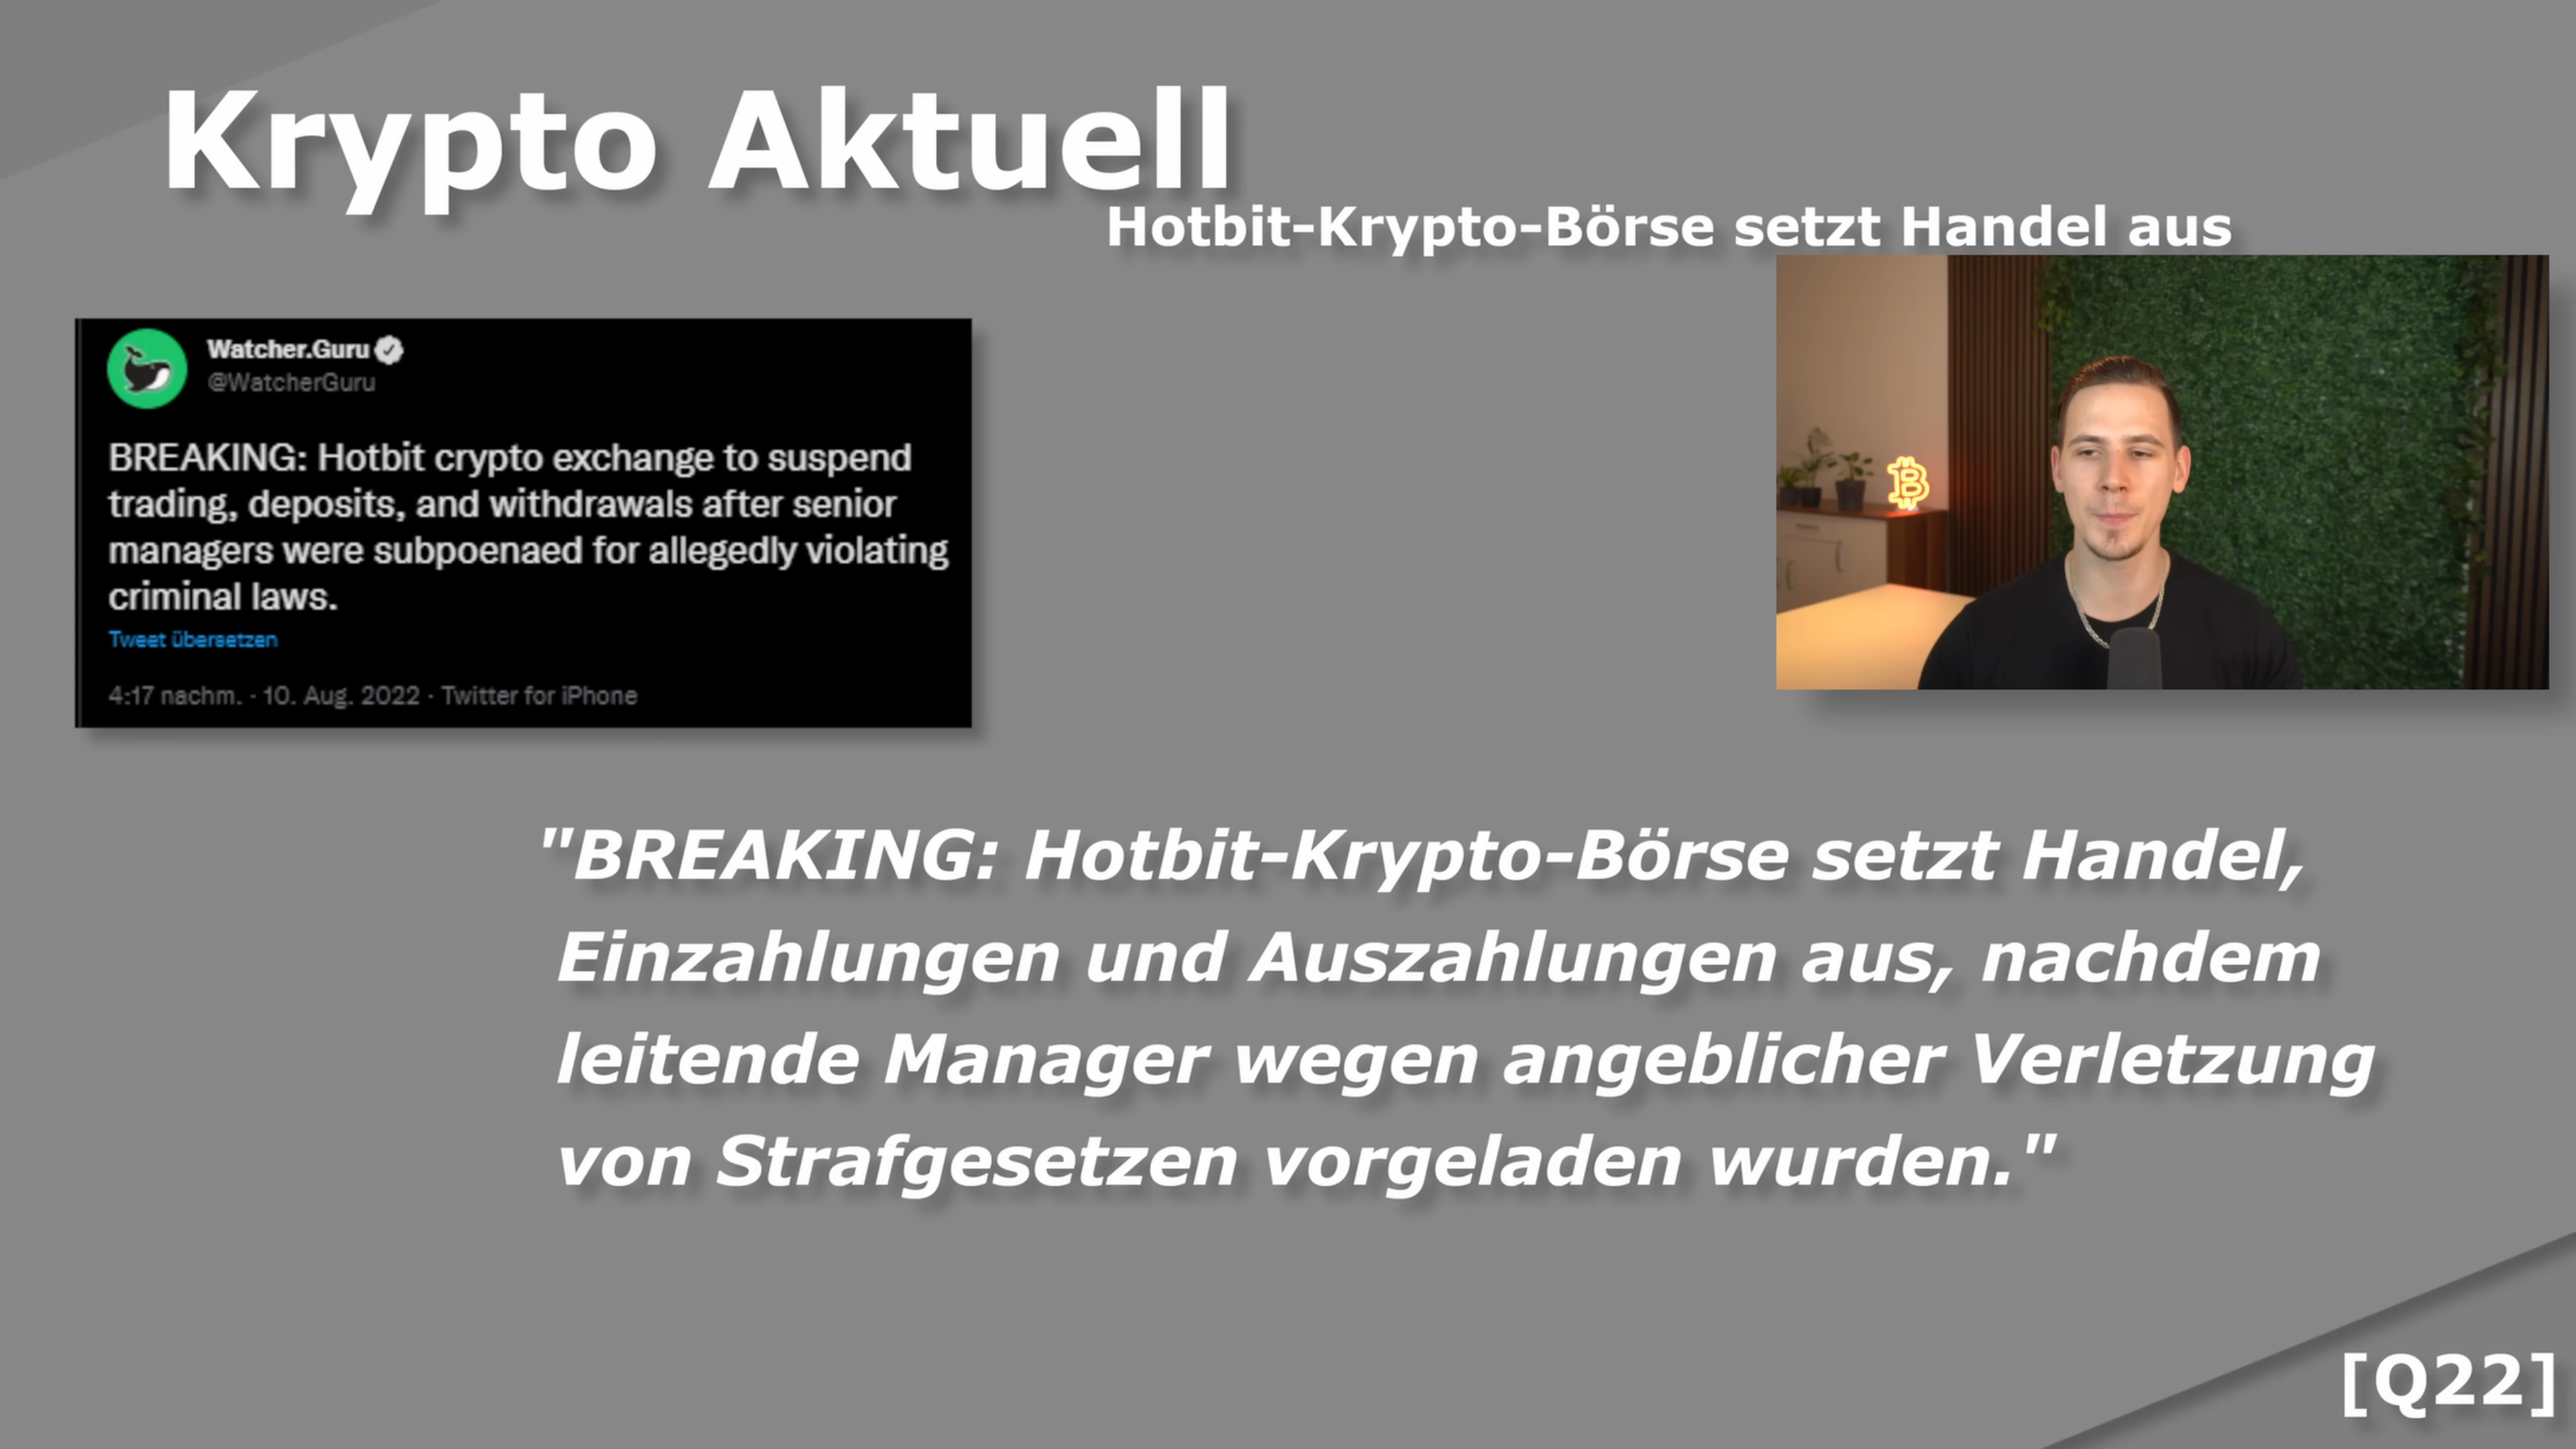 Krypto Aktuell
Hotbit-Krypto-Börse setzt Handel aus
Watcher.Guru
@WatcherGuru
BREAKING: Hotbit crypto exchange to suspend
trading, deposits, and withdrawals after senior
managers were subpoenaed for allegedly violating
criminal laws.
Tweet übersetzen
4:17 nachm. · 10. Aug. 2022 · Twitter for iPhone
"BREAKING: Hotbit-Krypto-Börse setzt Handel,
Einzahlungen und Auszahlungen aus, nachdem
leitende Manager wegen angeblicher Verletzung
von Strafgesetzen vorgeladen wurden."
[Q22]